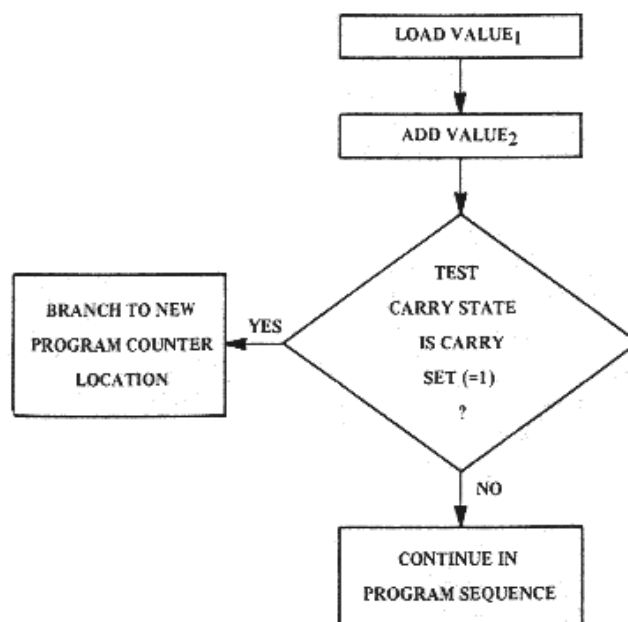 LOAD VALUE1
ADD VALUE2
TEST
CARRY STATE
IS CARRY
SET (=1)
?
YES
BRANCH TO NEW
PROGRAM COUNTER
LOCATION
NO
CONTINUE IN
PROGRAM SEQUENCE